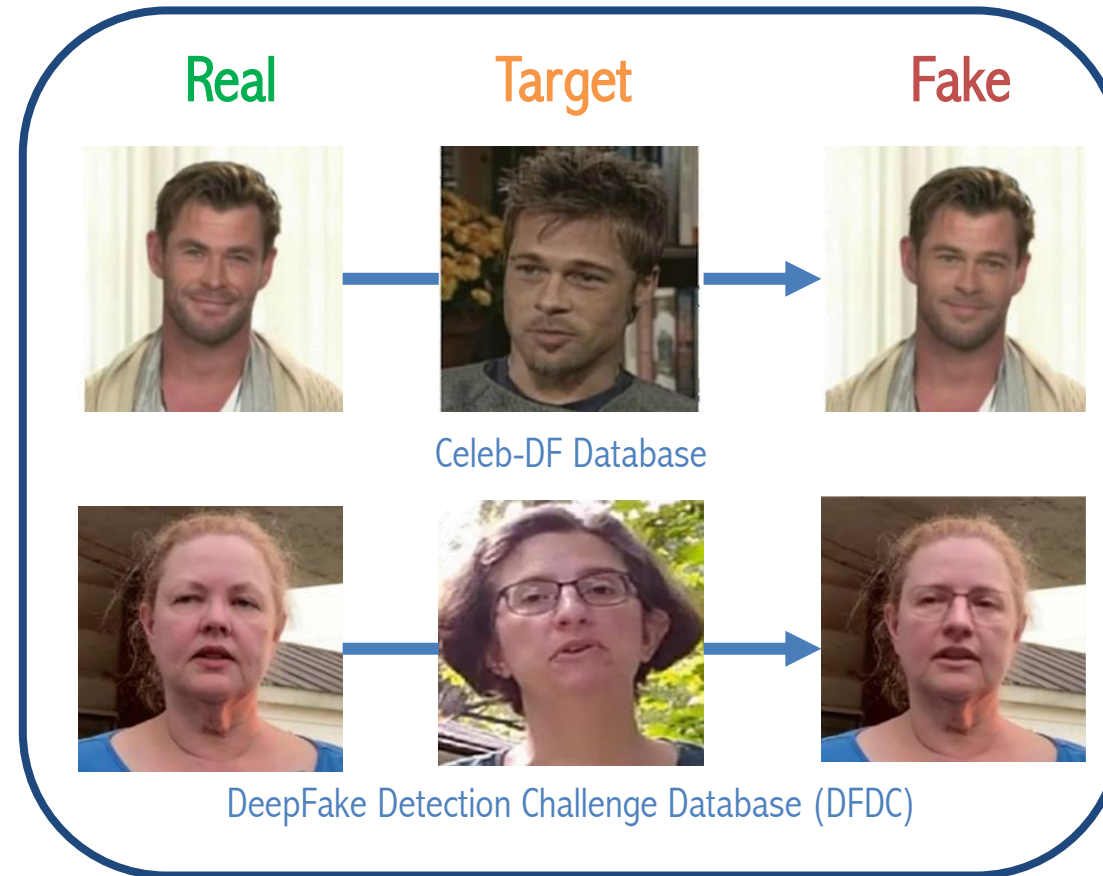 Real Target Fake
Celeb-DF Database
DeepFake Detection Challenge Database (DFDC)